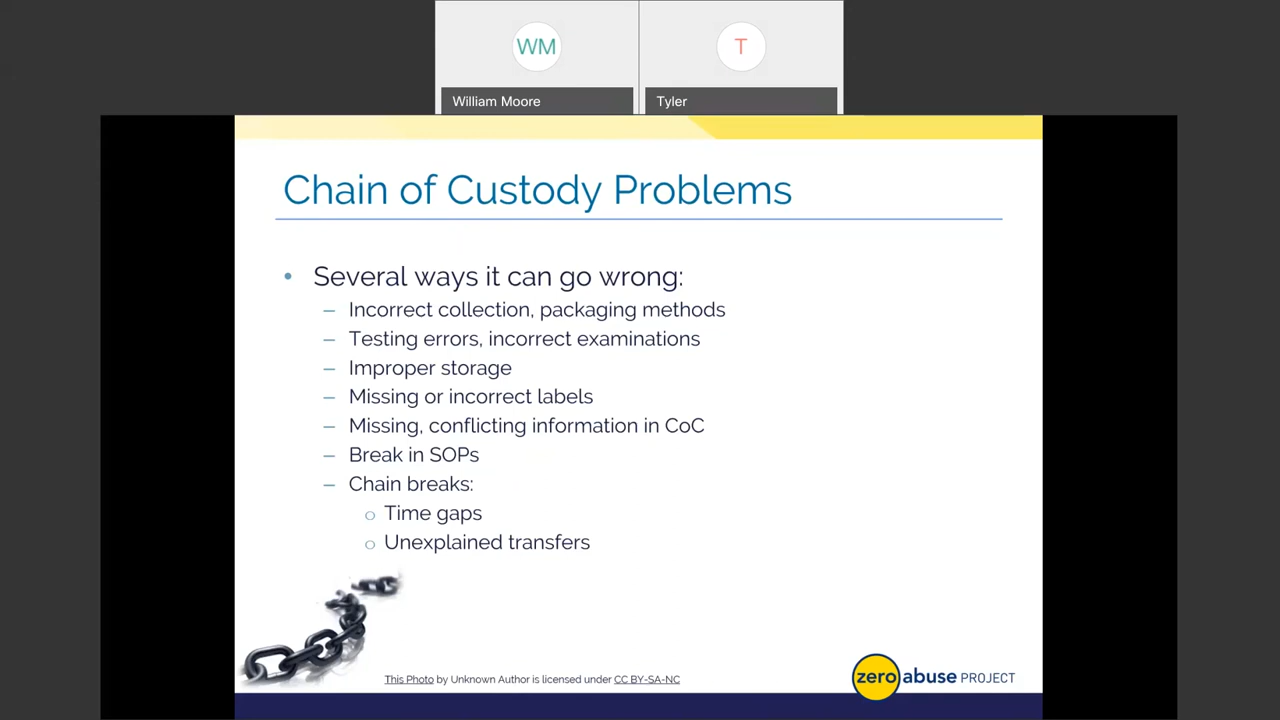 WM
T
William Moore
Tyler
Chain of Custody Problems
• Several ways it can go wrong:
– Incorrect collection, packaging methods
– Testing errors, incorrect examinations
– Improper storage
– Missing or incorrect labels
– Missing, conflicting information in CoC
– Break in SOPs
– Chain breaks:
o Time gaps
o Unexplained transfers
This Photo by Unknown Author is licensed under CC BY-SA-NC
zero abuse PROJECT